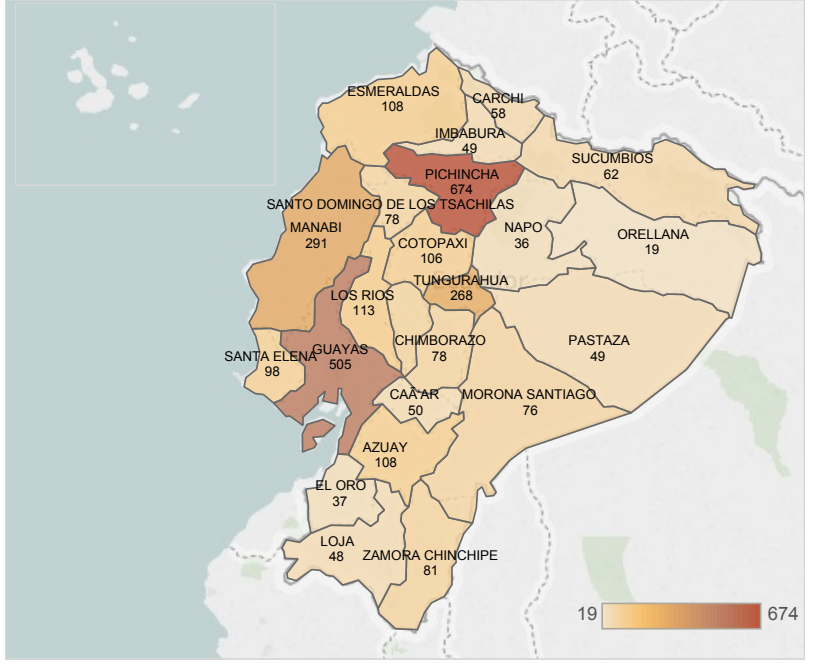 ESMERALDAS
108
CARCHI
58
IMBABURA
49
SUCUMBIOS
62
PICHINCHA
674
SANTO DOMINGO DE LOS TSACHILAS
78
MANABI
291
NAPO
36
ORELLANA
19
COTOPAXI
106
TUNGURAHUA
268
LOS RIOS
113
GUAYAS
505
CHIMBORAZO
78
PASTAZA
49
SANTA ELENA
98
CAÃ'AR
50
MORONA SANTIAGO
76
AZUAY
108
EL ORO
37
LOJA
48
ZAMORA CHINCHIPE
81
19
674